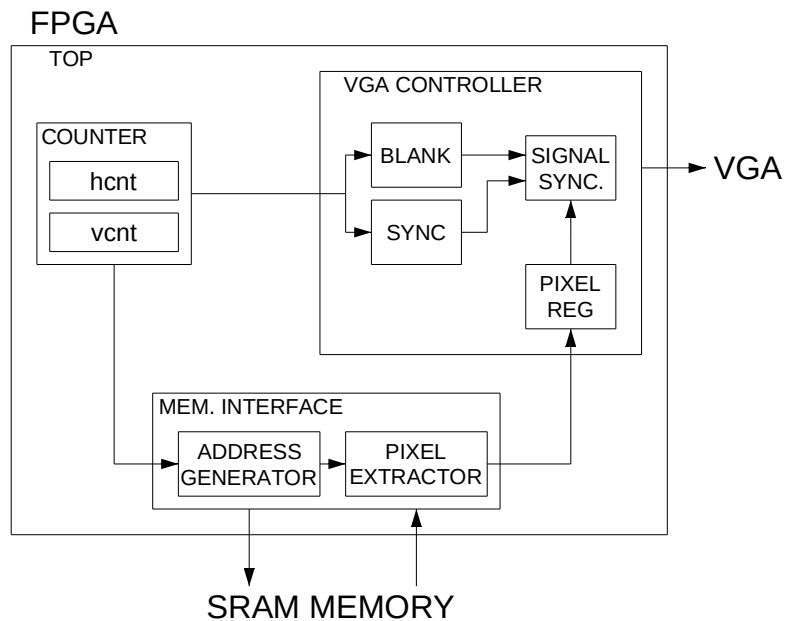 FPGA
TOP
VGA CONTROLLER
COUNTER
hcnt
vcnt
BLANK
SYNC
SIGNAL
SYNC.
VGA
PIXEL
REG
MEM. INTERFACE
ADDRESS
GENERATOR
PIXEL
EXTRACTOR
SRAM MEMORY